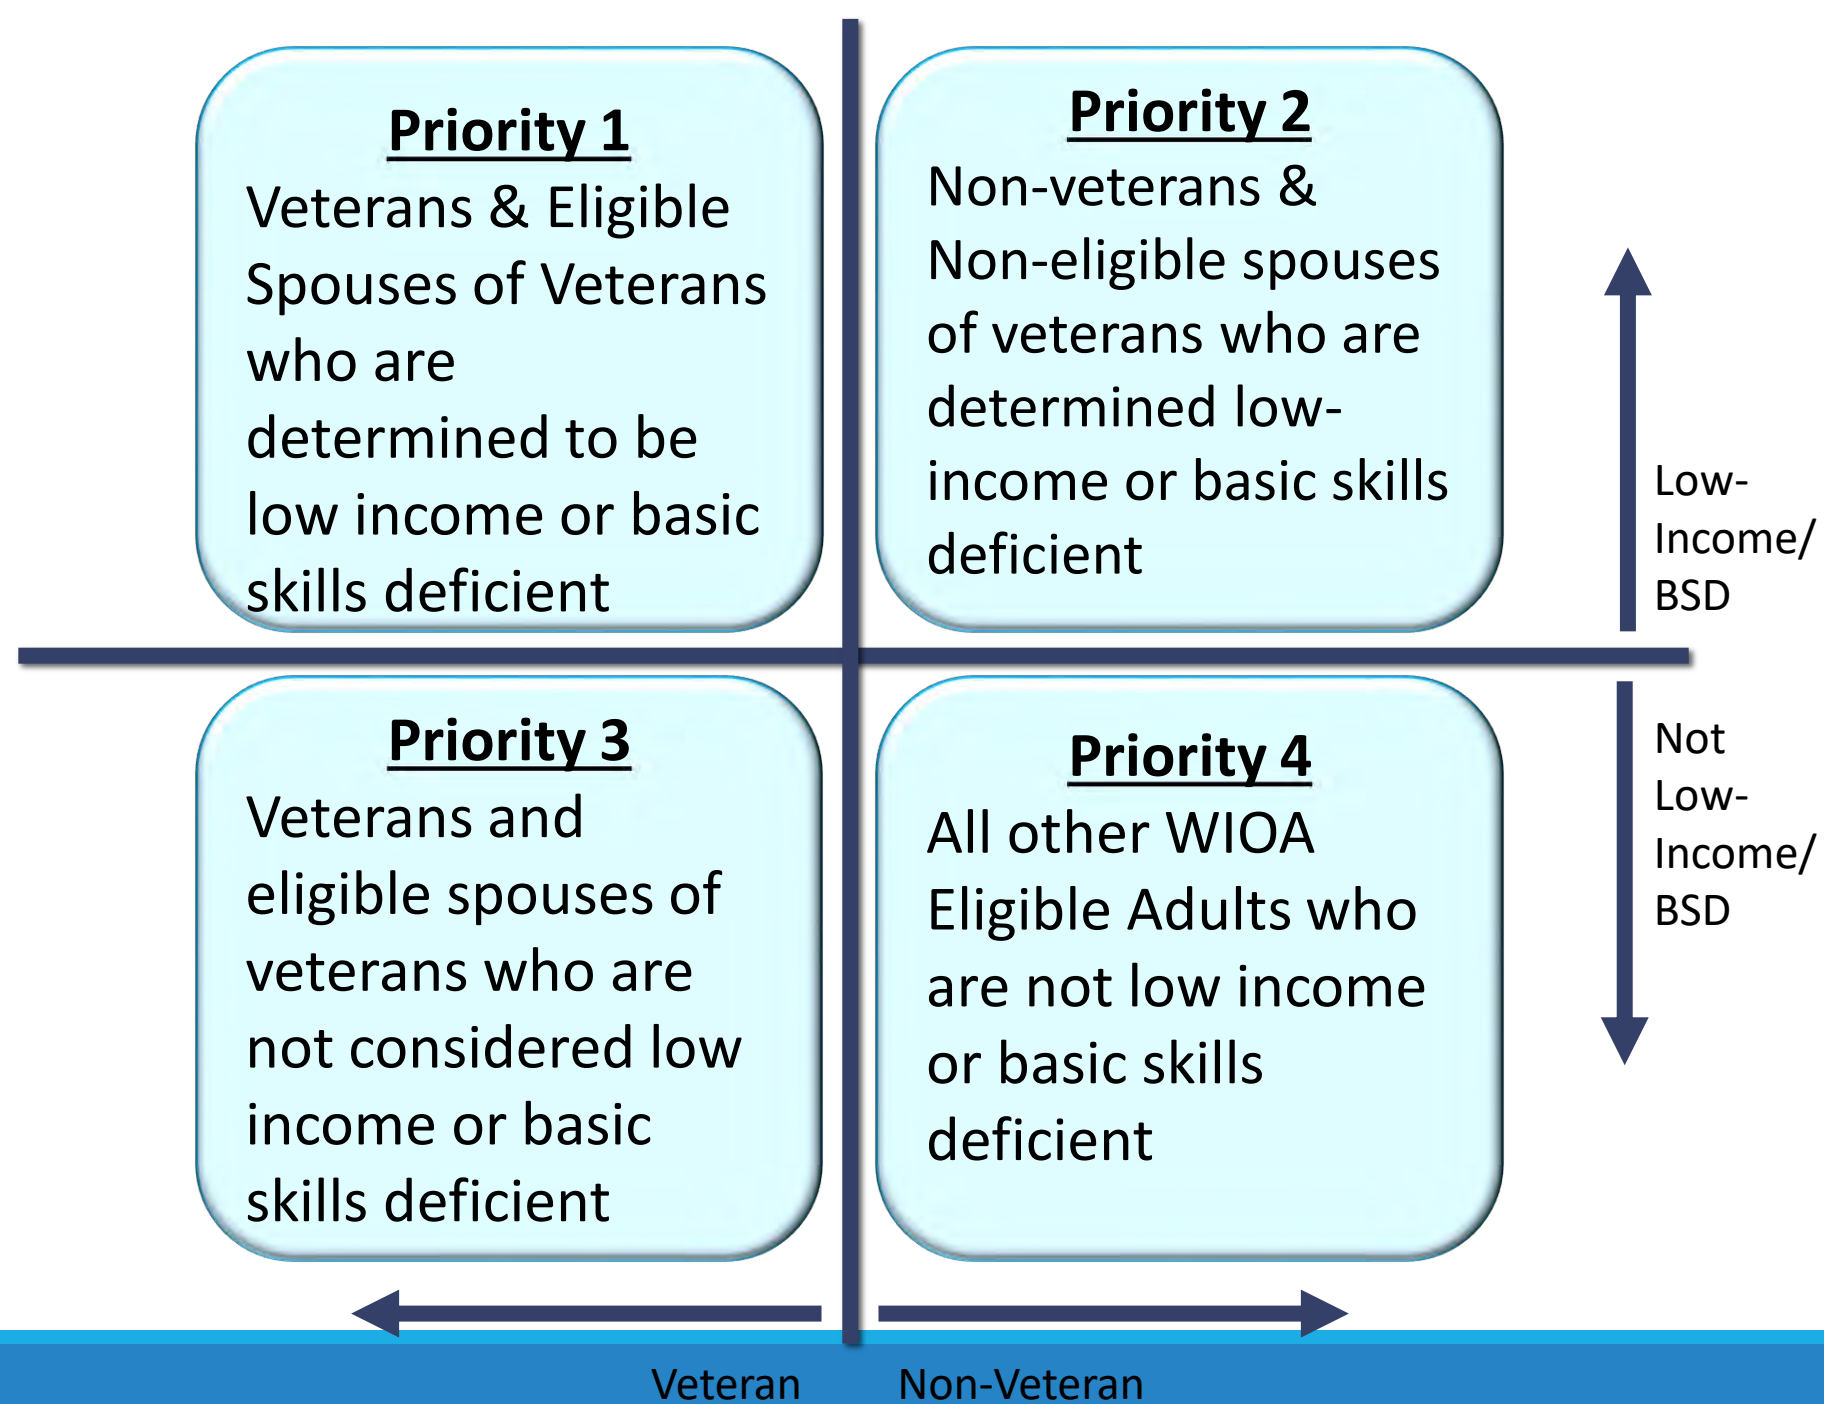 Priority 1
Veterans & Eligible
Spouses of Veterans
who are
determined to be
low income or basic
skills deficient
Priority 2
Non-veterans &
Non-eligible spouses
of veterans who are
determined low-
income or basic skills
deficient
Low-
Income/
BSD
Priority 3
Veterans and
eligible spouses of
veterans who are
not considered low
income or basic
skills deficient
Priority 4
All other WIOA
Eligible Adults who
are not low income
or basic skills
deficient
Not
Low-
Income/
BSD
Veteran
Non-Veteran